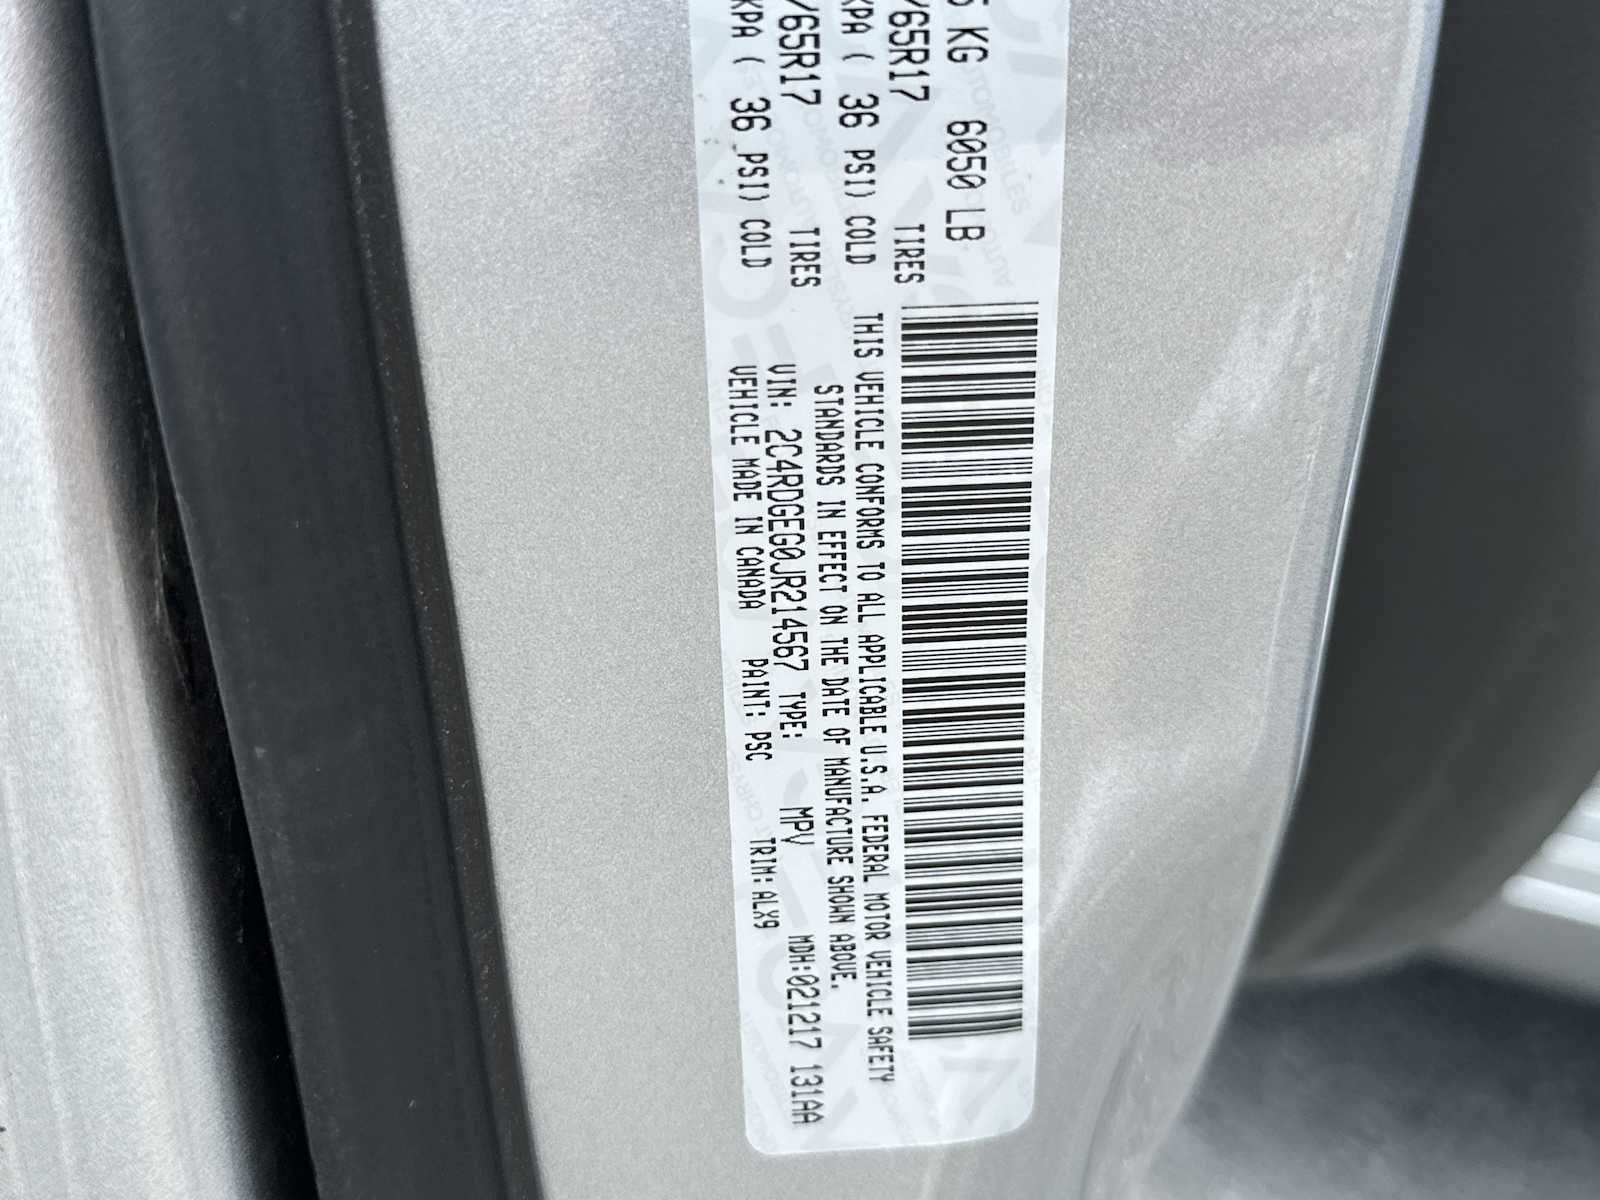 KG 6050 LB
/65R17 TIRES
KPA ( 36 PSI) COLD
/65R17 TIRES
KPA ( 36 PSI) COLD
THIS VEHICLE CONFORMS TO ALL APPLICABLE U.S.A. FEDERAL MOTOR VEHICLE SAFETY
STANDARDS IN EFFECT ON THE DATE OF MANUFACTURE SHOWN ABOVE.
VIN: 2C4RDGEG0JR214567 TYPE: MPV MDH:021217 131AA
VEHICLE MADE IN CANADA PAINT: PSC TRIM: ALX9